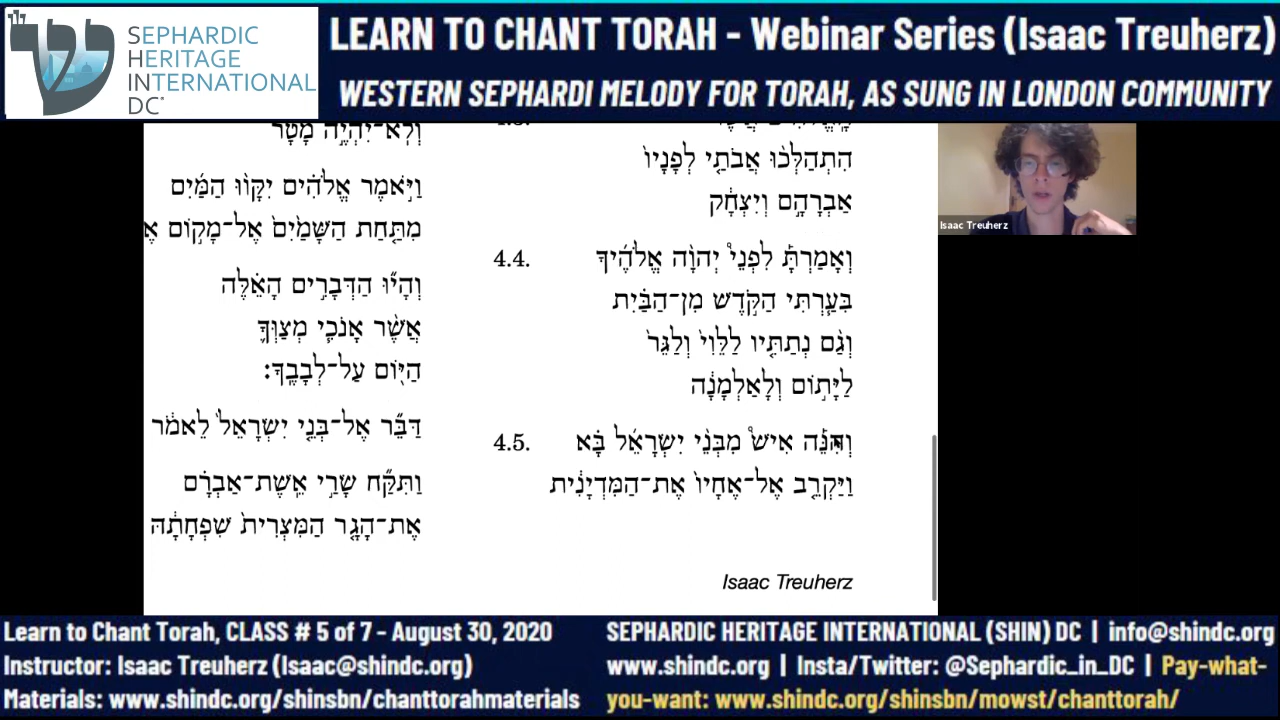 SEPHARDIC
HERITAGE
INTERNATIONAL
DC
LEARN TO CHANT TORAH - Webinar Series (Isaac Treuherz)
WESTERN SEPHARDI MELODY FOR TORAH, AS SUNG IN LONDON COMMUNITY
הִתְהַלְּכ֨וּ אֲבֹתַ֤י לְפָנָיו֙
אַבְרָהָ֣ם וְיִצְחָ֔ק
4.4. וְאָמַרְתָּ֡ לִפְנֵי֩ יְהוָ֨ה אֱלֹהֶ֜יךָ
בִּעַ֧רְתִּי הַקֹּ֣דֶשׁ מִן־הַבַּ֗יִת
וְגַ֨ם נְתַתִּ֤יו לַלֵּוִי֙ וְלַגֵּר֙
לַיָּת֣וֹם וְלָאַלְמָנָ֔ה
4.5. וְהִנֵּ֡ה אִישׁ֩ מִבְּנֵ֨י יִשְׂרָאֵ֜ל בָּ֗א
וַיַּקְרֵ֤ב אֶל־אֶחָיו֙ אֶת־הַמִּדְיָנִ֔ית
Isaac Treuherz
וְלֹֽא־יִהְיֶ֣ה מָטָ֔ר
וַיֹּ֣אמֶר אֱלֹהִ֗ים יִקָּו֨וּ הַמַּ֜יִם
מִתַּ֤חַת הַשָּׁמַ֙יִם֙ אֶל־מָק֣וֹם
וְהָי֞וּ הַדְּבָרִ֣ים הָאֵ֗לֶּה
אֲשֶׁ֨ר אָנֹכִ֧י מְצַוְּךָ֛
הַיּ֖וֹם עַל־לְבָבֶֽךָ׃
דַּבֵּ֞ר אֶל־בְּנֵ֤י יִשְׂרָאֵל֙ לֵאמֹ֔ר
וַתִּקַּ֞ח שָׂרַ֣י אֵֽשֶׁת־אַבְרָ֗ם
אֶת־הָגָ֤ר הַמִּצְרִית֙ שִׁפְחָתָ֔הּ
Isaac Treuherz
Learn to Chant Torah, CLASS # 5 of 7 - August 30, 2020
Instructor: Isaac Treuherz (Isaac@shindc.org)
Materials: www.shindc.org/shinsbn/chanttorahmaterials
SEPHARDIC HERITAGE INTERNATIONAL (SHIN) DC | info@shindc.org
www.shindc.org | Insta/Twitter: @Sephardic_in_DC | Pay-what-
you-want: www.shindc.org/shinsbn/mowst/chanttorah/